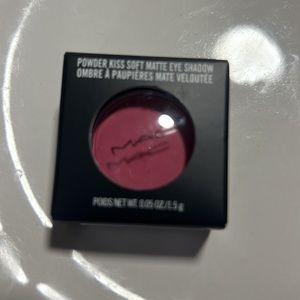 POWDER KISS SOFT MATTE EYE SHADOW
OMBRE À PAUPIÈRES MATE VELOUTÉE
MAC
MAC
POIDS NET WT. 0.05 OZ / 1.5 g